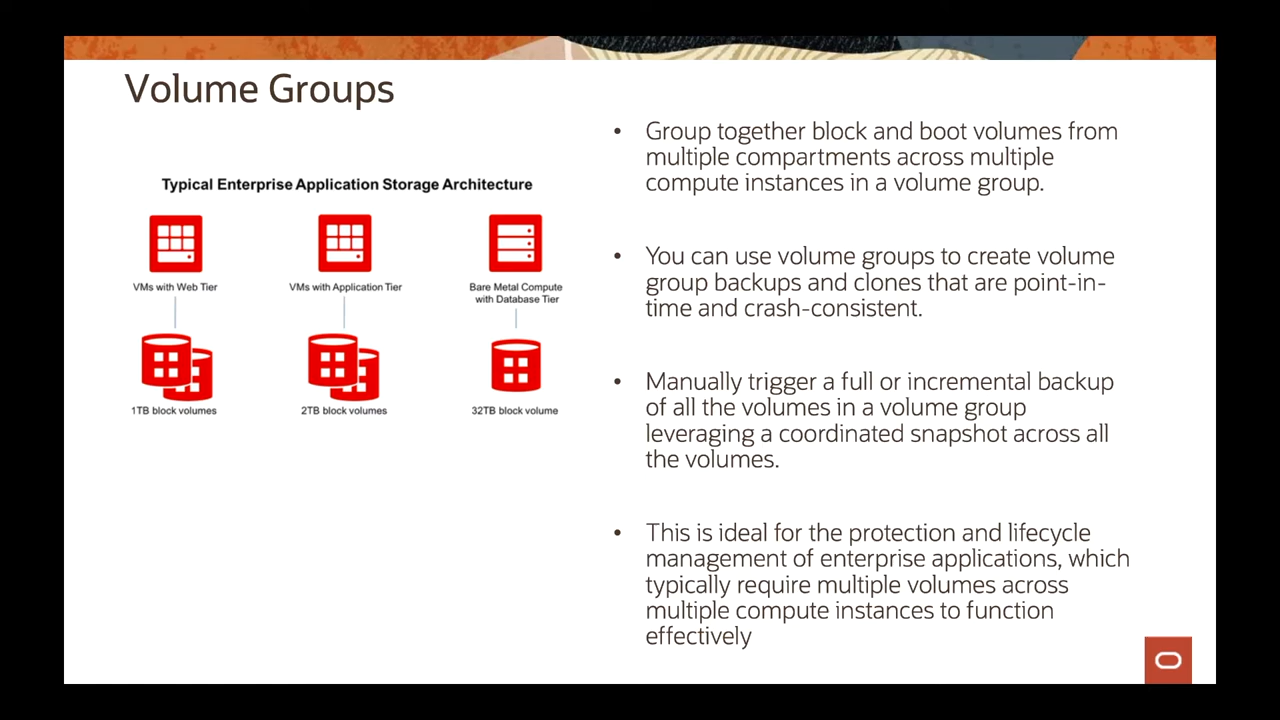 Volume Groups
Typical Enterprise Application Storage Architecture
VMs with Web Tier
VMs with Application Tier
Bare Metal Compute
with Database Tier
1TB block volumes
2TB block volumes
32TB block volume
• Group together block and boot volumes from
multiple compartments across multiple
compute instances in a volume group.
• You can use volume groups to create volume
group backups and clones that are point-in-
time and crash-consistent.
• Manually trigger a full or incremental backup
of all the volumes in a volume group
leveraging a coordinated snapshot across all
the volumes.
• This is ideal for the protection and lifecycle
management of enterprise applications, which
typically require multiple volumes across
multiple compute instances to function
effectively